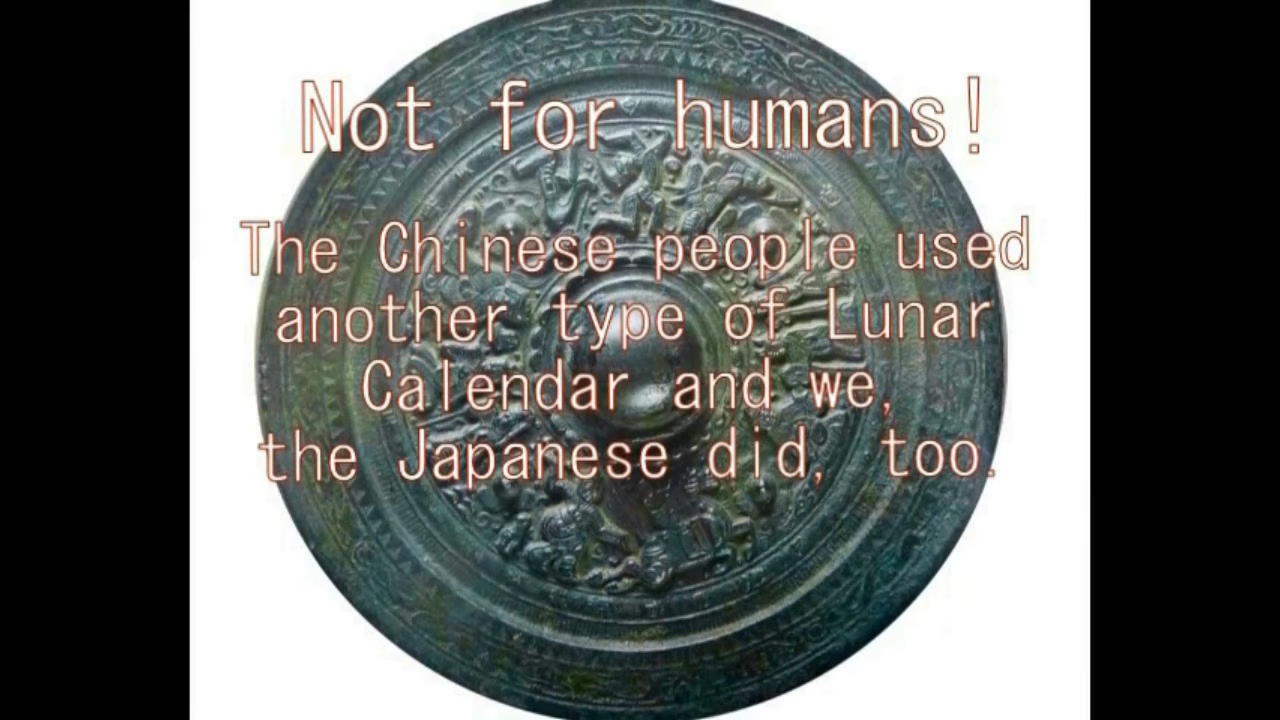 Not for humans!
The Chinese people used
another type of Lunar
Calendar and we,
the Japanese did, too.